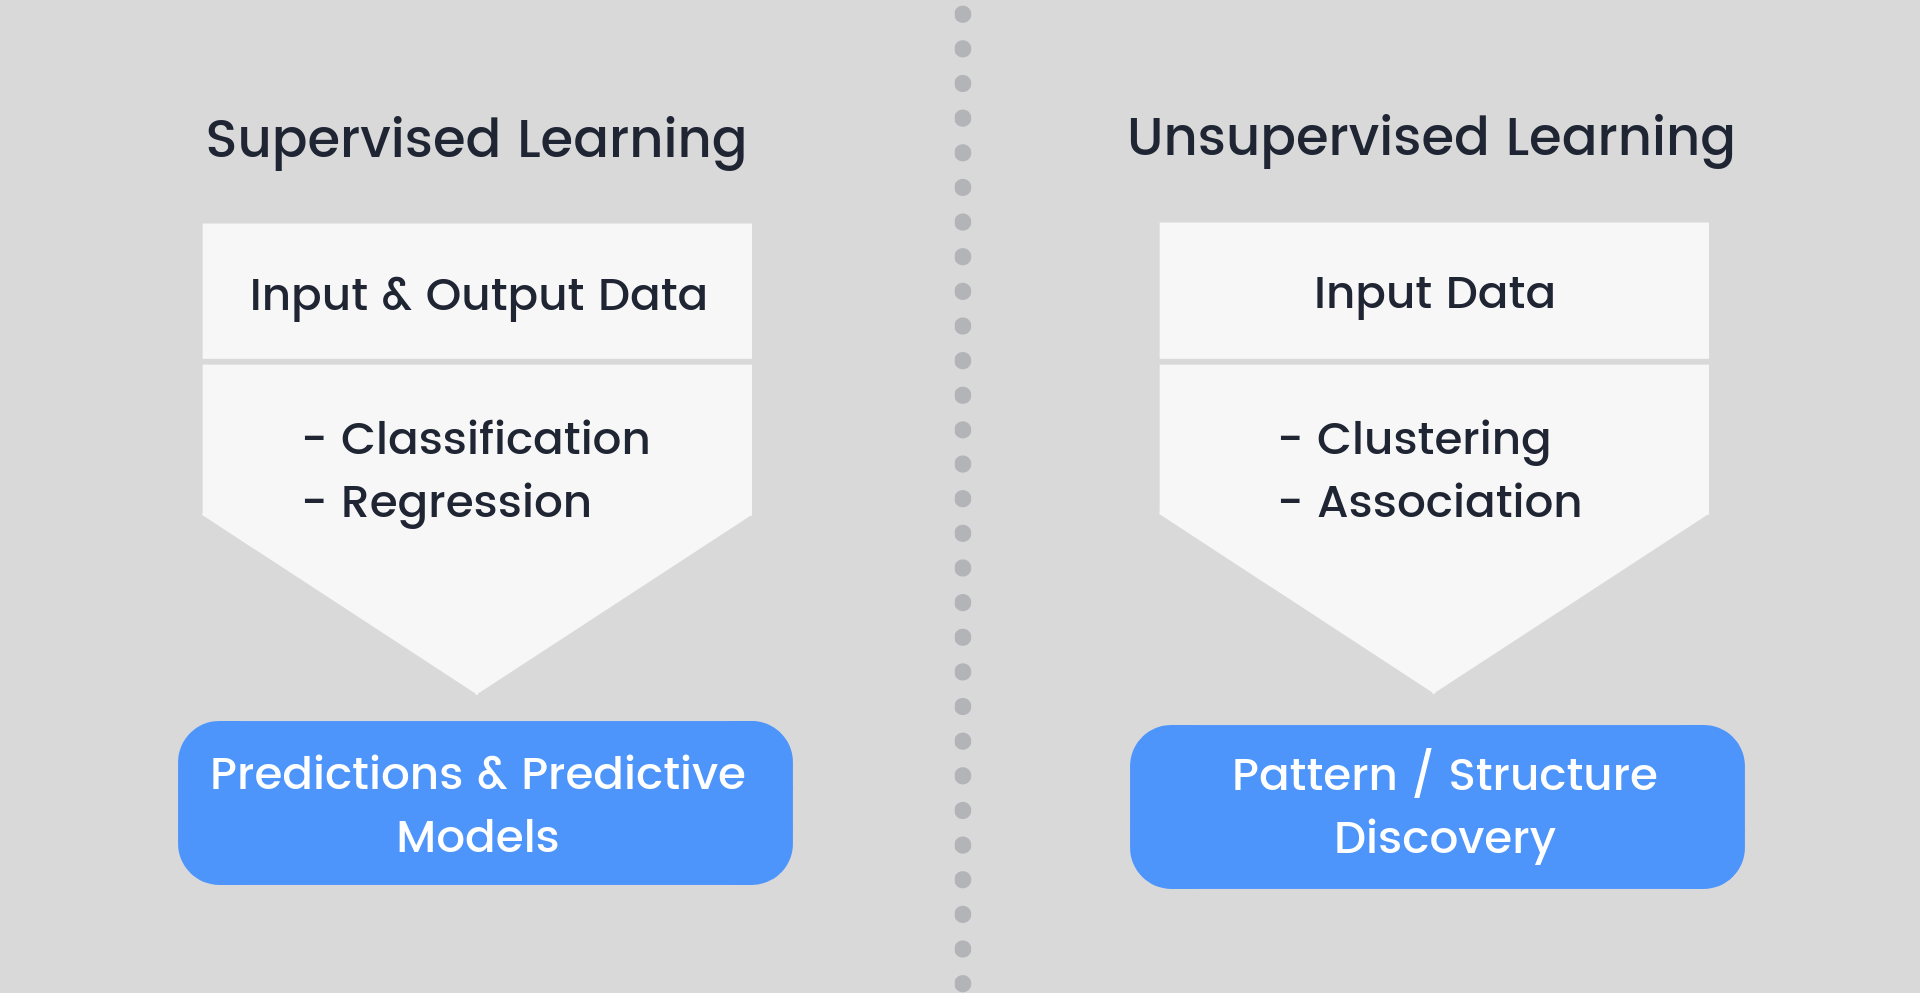 Supervised Learning
Input & Output Data
- Classification
- Regression
Predictions & Predictive
Models
Unsupervised Learning
Input Data
- Clustering
- Association
Pattern / Structure
Discovery